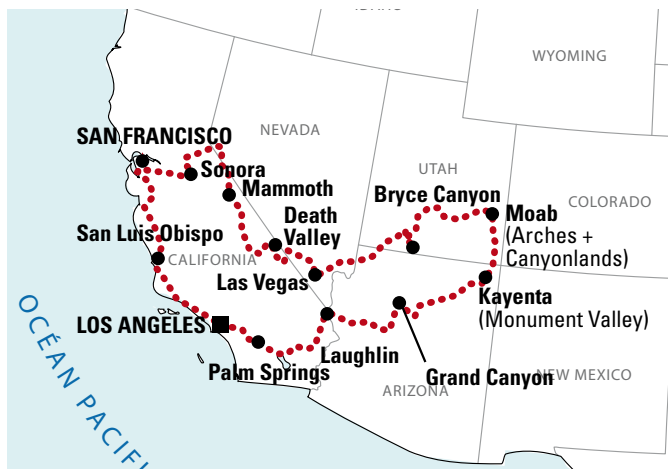 WYOMING
NEVADA
SAN FRANCISCO
Sonora
UTAH
Mammoth
Bryce Canyon
COLORADO
Death
Valley
Moab
(Arches +
Canyonlands)
San Luis Obispo
CALIFORNIA
Las Vegas
Kayenta
(Monument Valley)
LOS ANGELES
Laughlin
Palm Springs
Grand Canyon
NEW MEXICO
ARIZONA
OCÉAN PACIFI